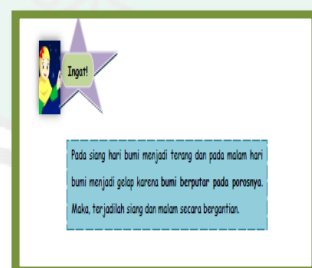 Ingat!
Pada siang hari bumi menjadi terang dan pada malam hari
bumi menjadi gelap karena bumi berputar pada porosnya.
Maka, terjadilah siang dan malam secara bergantian.